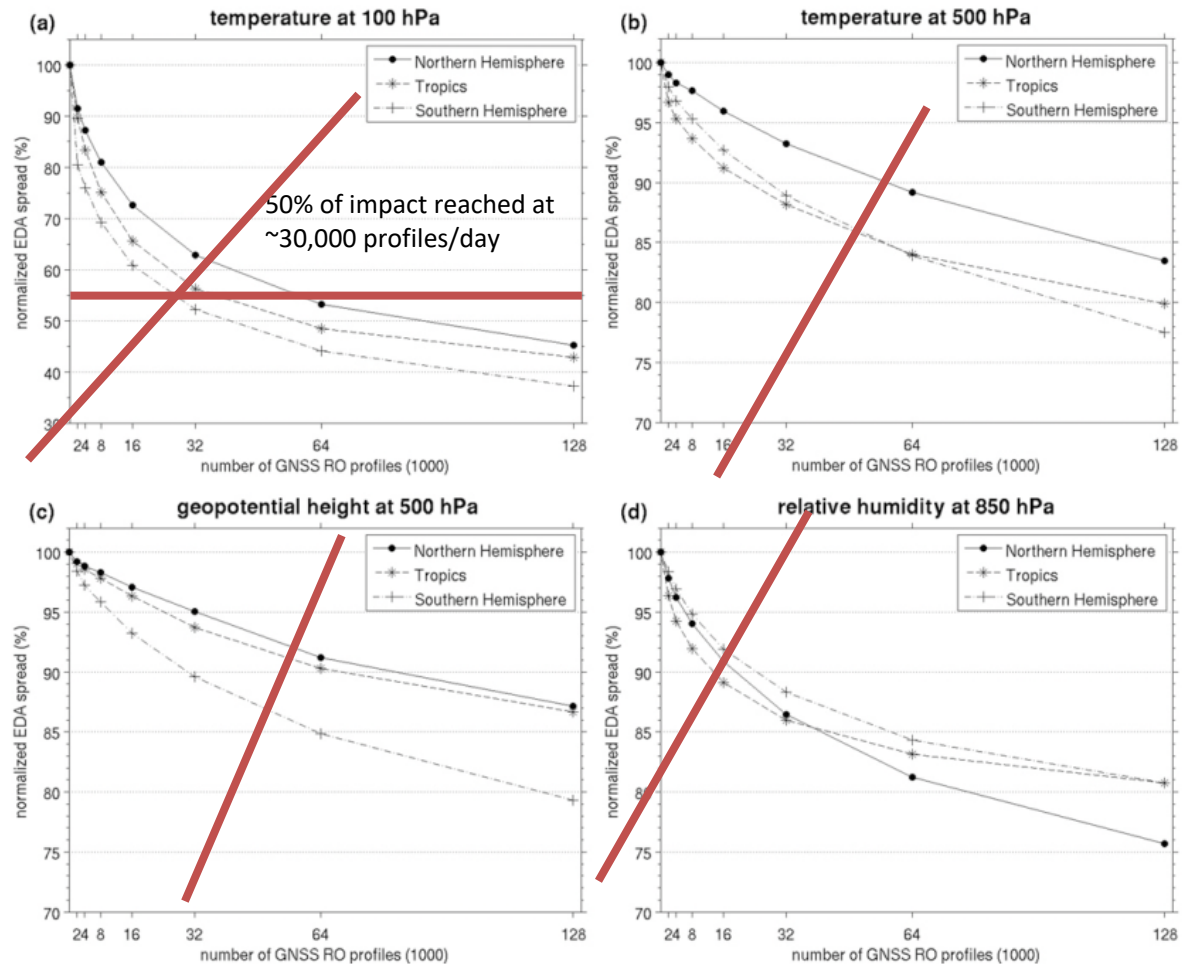 (a) temperature at 100 hPa
100
90
80
70
60
50
40
30
normalized EDA spread (%)
Northern Hemisphere
Tropics
Southern Hemisphere
50% of impact reached at
~30,000 profiles/day
24 8 16 32 64 128
number of GNSS RO profiles (1000)
(b) temperature at 500 hPa
100
95
90
85
80
75
70
normalized EDA spread (%)
Northern Hemisphere
Tropics
Southern Hemisphere
24 8 16 32 64 128
number of GNSS RO profiles (1000)
(c) geopotential height at 500 hPa
100
95
90
85
80
75
70
normalized EDA spread (%)
Northern Hemisphere
Tropics
Southern Hemisphere
24 8 16 32 64 128
number of GNSS RO profiles (1000)
(d) relative humidity at 850 hPa
100
95
90
85
80
75
70
normalized EDA spread (%)
Northern Hemisphere
Tropics
Southern Hemisphere
24 8 16 32 64 128
number of GNSS RO profiles (1000)